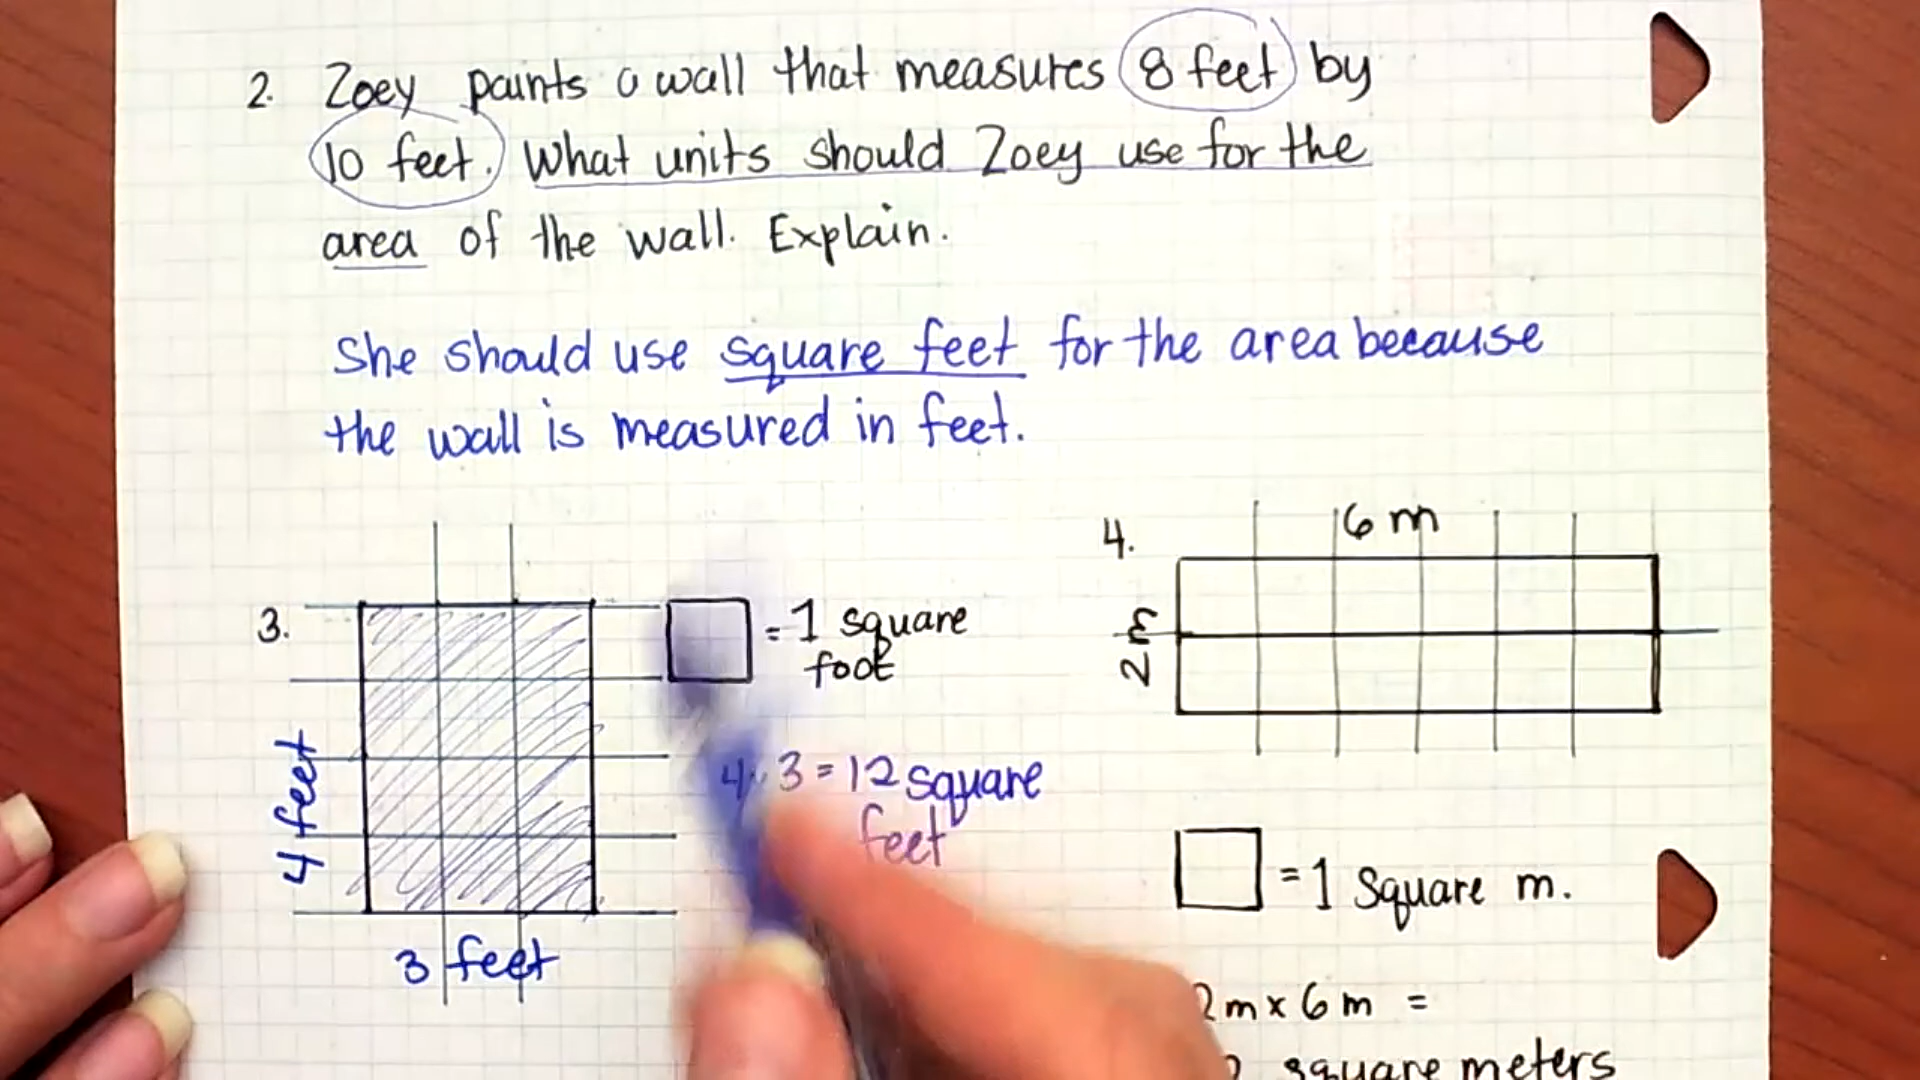 2. Zoey paints a wall that measures 8 feet by
10 feet. What units should Zoey use for the
area of the wall. Explain.
She should use square feet for the area because
the wall is measured in feet.
3.
4 feet
3 feet
= 1 square
foot
4 · 3 = 12 square
feet
4.
6 m
2 m
= 1 Square m.
2m x 6m =
square meters